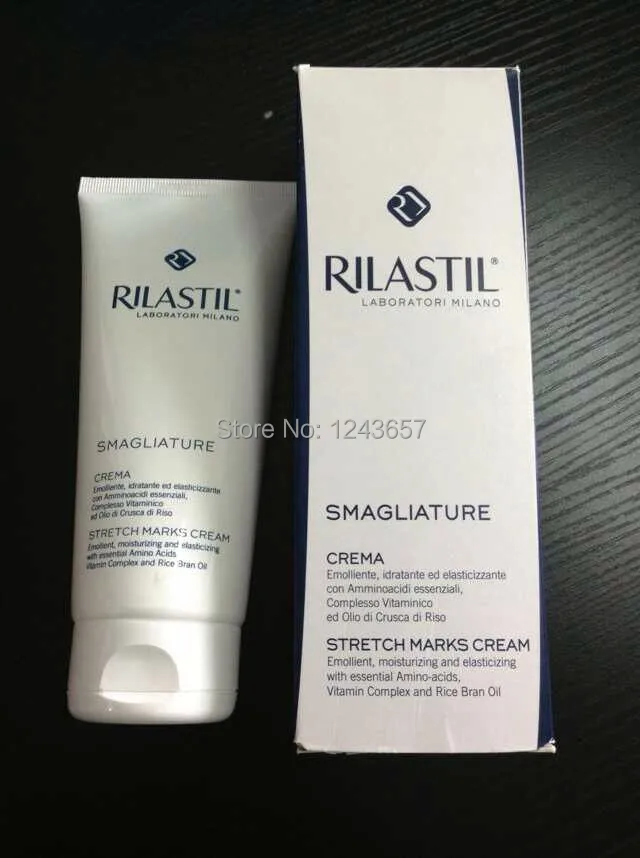 RILASTIL®
LABORATORI MILANO
SMAGLIATURE
CREMA
Emolliente, idratante ed elasticizzante
con Amminoacidi essenziali,
Complesso Vitaminico
ed Olio di Crusca di Riso
STRETCH MARKS CREAM
Emollient, moisturizing and elasticizing
with essential Amino Acids
Vitamin Complex and Rice Bran Oil
RILASTIL®
LABORATORI MILANO
Store No: 1243657
SMAGLIATURE
CREMA
Emolliente, idratante ed elasticizzante
con Amminoacidi essenziali,
Complesso Vitaminico
ed Olio di Crusca di Riso
STRETCH MARKS CREAM
Emollient, moisturizing and elasticizing
with essential Amino-acids,
Vitamin Complex and Rice Bran Oil